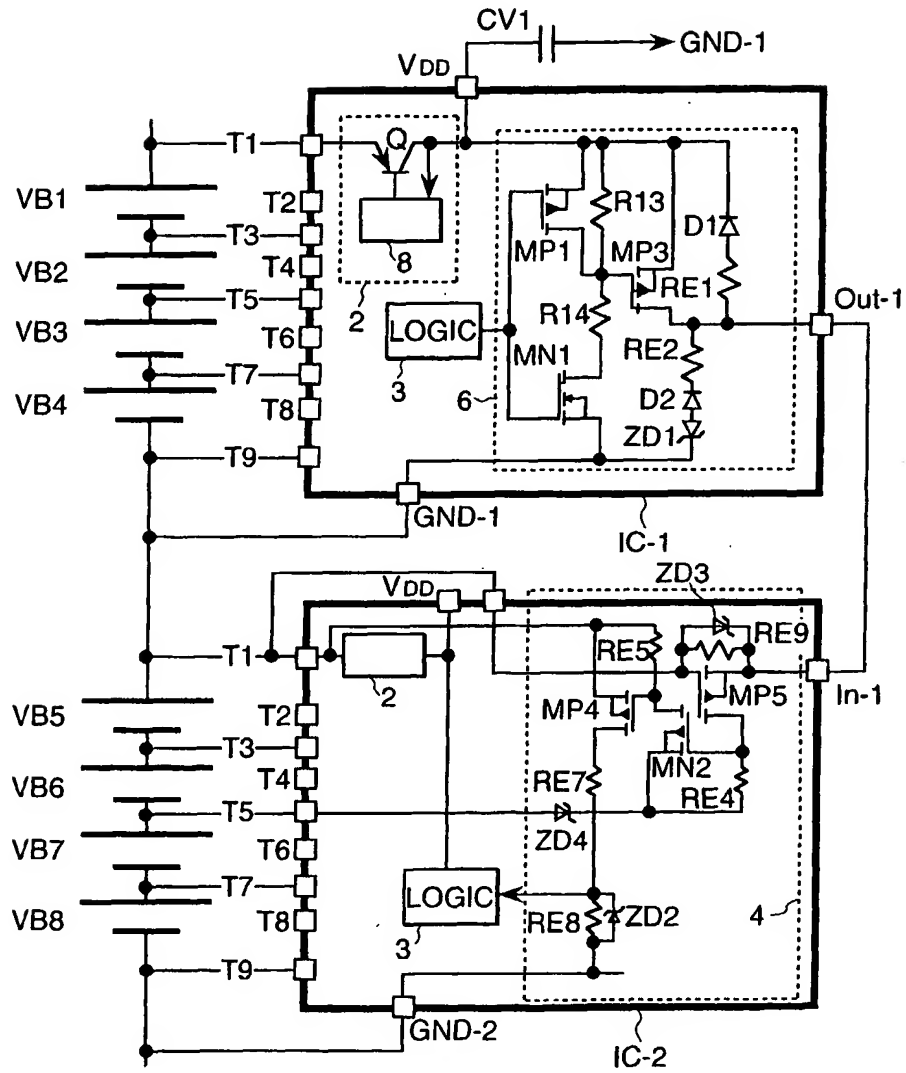 CV1
GND-1
VDD
T1
Q
VB1
T2
R13
D1
8
MP1
MP3
T3
VB2
T4
RE1
2
T5
Out-1
R14
LOGIC
VB3
T6
MN1
RE2
3
T7
6
D2
VB4
T8
ZD1
T9
GND-1
IC-1
VDD
ZD3
RE9
T1
RE5
2
In-1
VB5
T2
MP4
MP5
T3
VB6
T4
MN2
RE7
RE4
T5
ZD4
VB7
T6
T7
LOGIC
4
VB8
T8
RE8
ZD2
3
T9
GND-2
IC-2